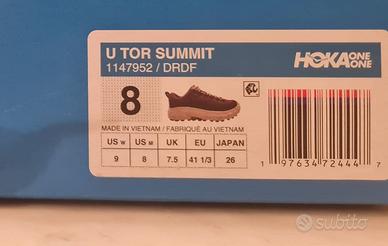 U TOR SUMMIT
1147952 / DRDF
HOKA ONE ONE
8
MADE IN VIETNAM / FABRIQUÉ AU VIETNAM
US W US M UK EU JAPAN
9 8 7.5 41 1/3 26
1 97634 72444 7
subito